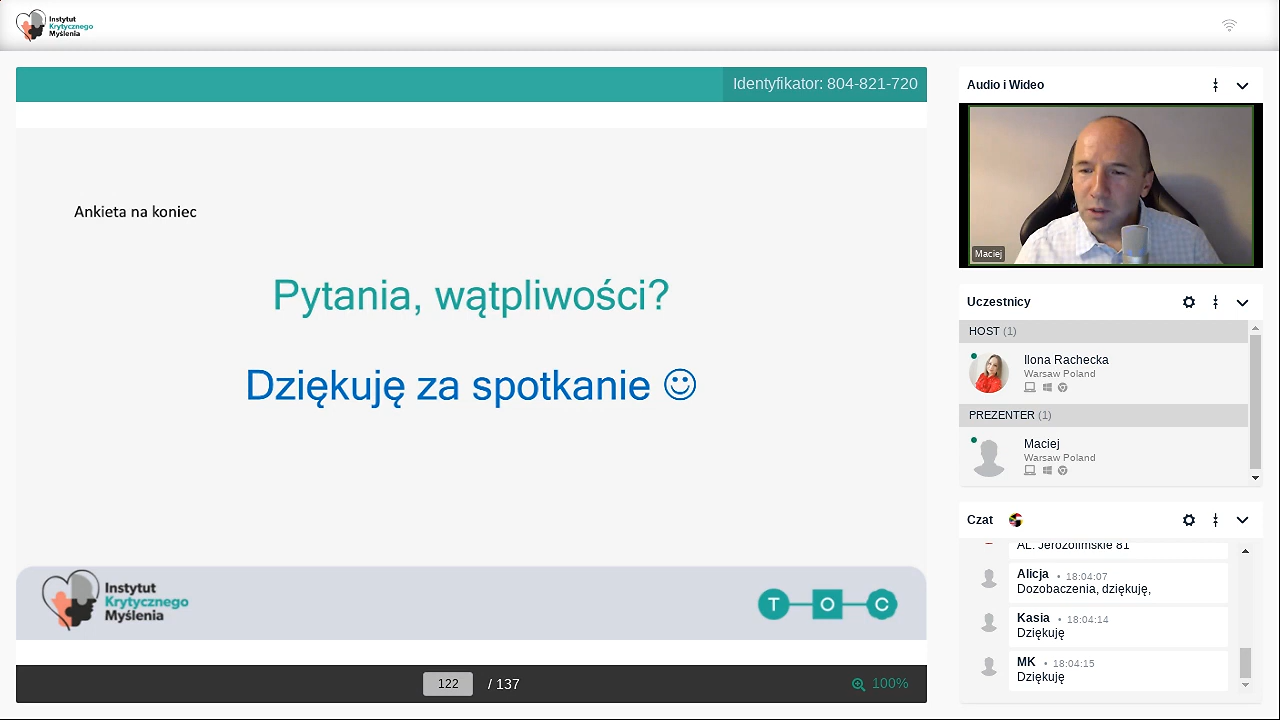 Instytut
Krytycznego
Myślenia
Identyfikator: 804-821-720
Ankieta na koniec
Pytania, wątpliwości?
Dziękuję za spotkanie
Instytut
Krytycznego
Myślenia
T O C
122 / 137
100%
Audio i Wideo
Maciej
Uczestnicy
HOST (1)
Ilona Rachecka
Warsaw Poland
PREZENTER (1)
Maciej
Warsaw Poland
Czat
AL. Jerozolimskie 81
Alicja • 18:04:07
Dozobaczenia, dziękuję,
Kasia • 18:04:14
Dziękuję
MK • 18:04:15
Dziękuję